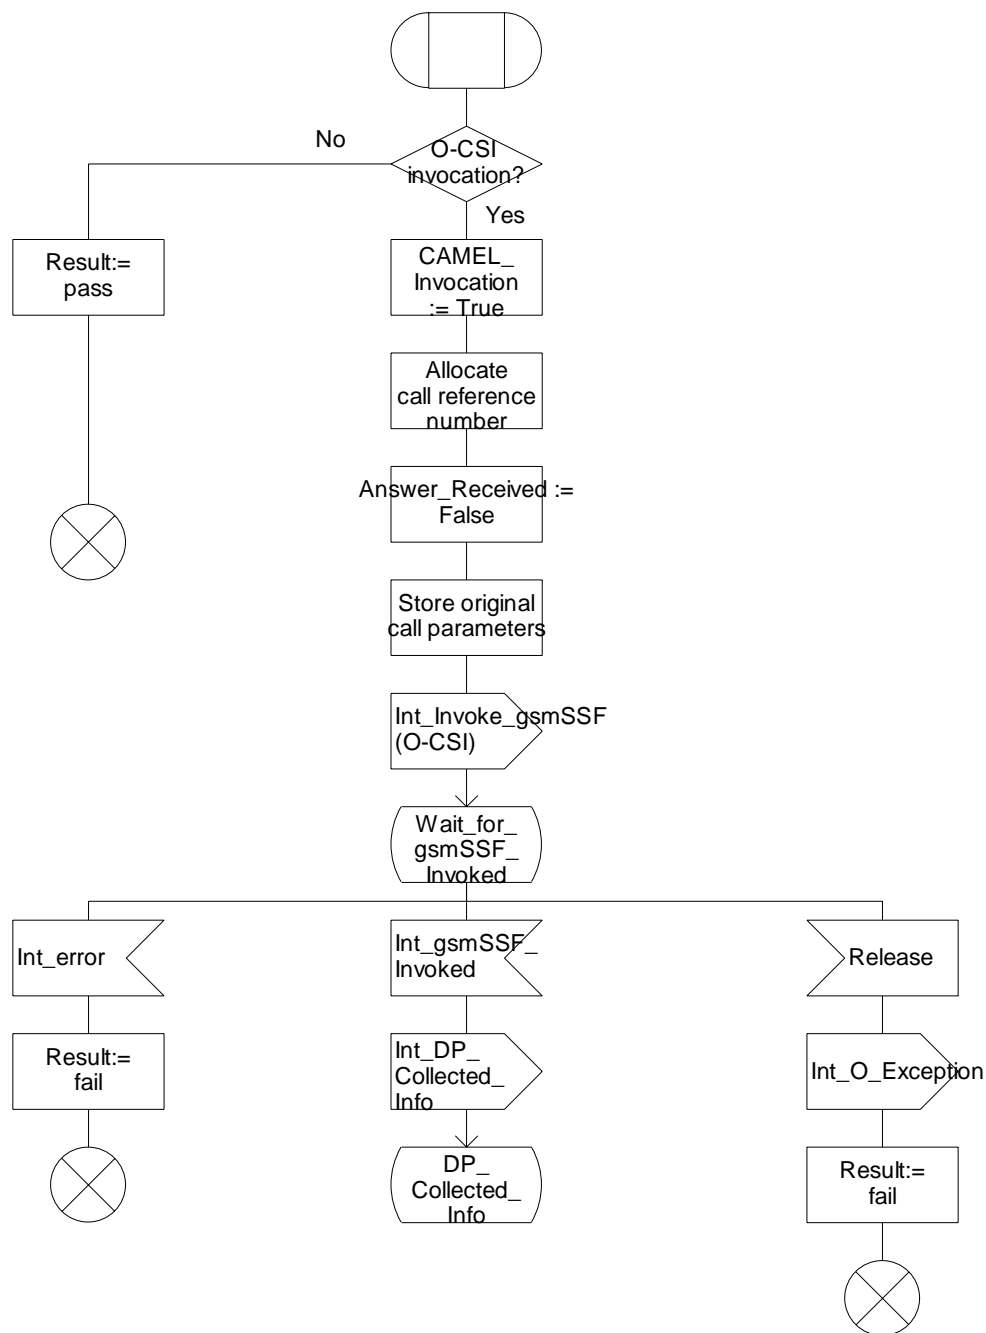 No
O-CSI
invocation?
Yes
Result:=
pass
CAMEL_
Invocation
:= True
Allocate
call reference
number
Answer_Received :=
False
Store original
call parameters
Int_Invoke_gsmSSF
(O-CSI)
Wait_for_
gsmSSF_
Invoked
Int_error
Int_gsmSSF_
Invoked
Release
Result:=
fail
Int_DP_
Collected_
Info
Int_O_Exception
DP_
Collected_
Info
Result:=
fail